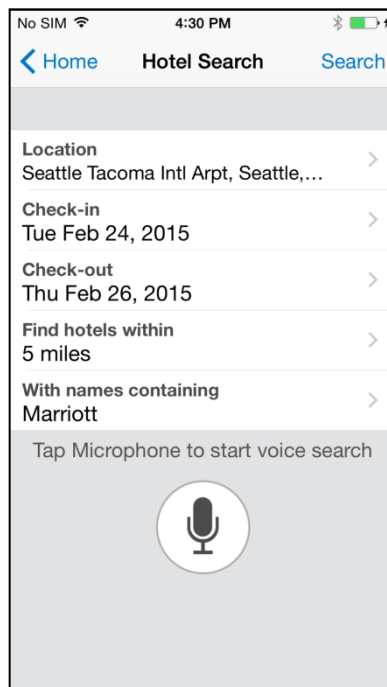 No SIM 4:30 PM
Home Hotel Search Search
Location
Seattle Tacoma Intl Arpt, Seattle,...
Check-in
Tue Feb 24, 2015
Check-out
Thu Feb 26, 2015
Find hotels within
5 miles
With names containing
Marriott
Tap Microphone to start voice search